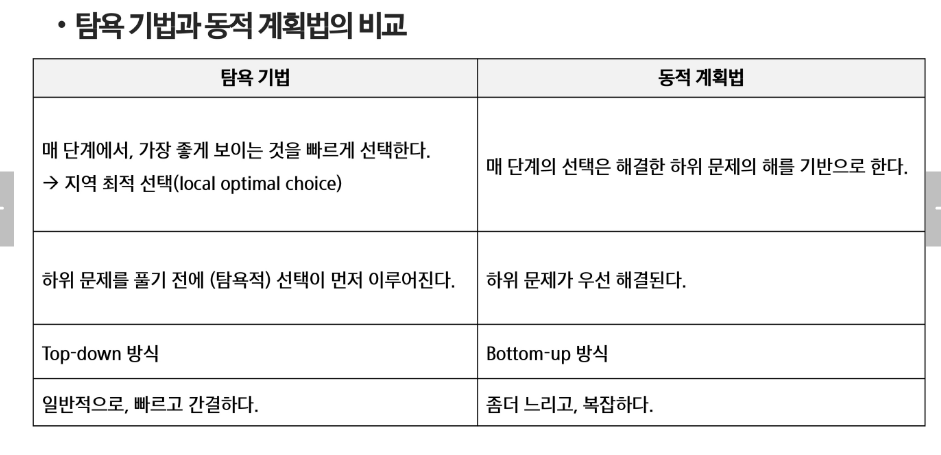 • 탐욕 기법과 동적 계획법의 비교
탐욕 기법
동적 계획법
매 단계에서, 가장 좋게 보이는 것을 빠르게 선택한다.
→ 지역 최적 선택(local optimal choice)
매 단계의 선택은 해결한 하위 문제의 해를 기반으로 한다.
하위 문제를 풀기 전에 (탐욕적) 선택이 먼저 이루어진다.
하위 문제가 우선 해결된다.
Top-down 방식
Bottom-up 방식
일반적으로, 빠르고 간결하다.
좀더 느리고, 복잡하다.